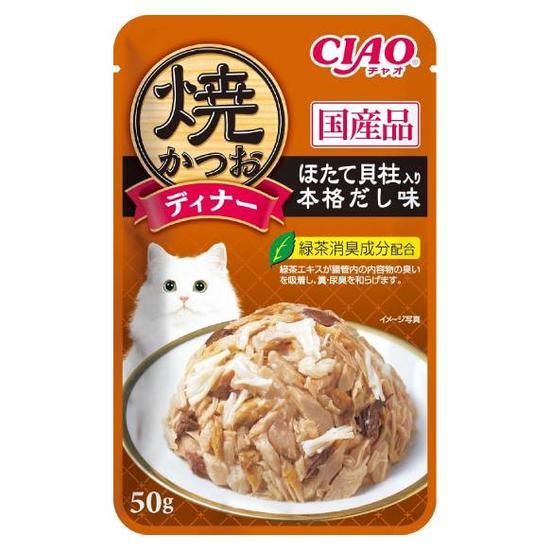 CIAO
チャオ
焼
かつお
ディナー
国産品
ほたて貝柱入り
本格だし味
緑茶消臭成分配合
緑茶エキスが腸管内の内容物の臭い
を吸着し、糞・尿臭を和らげます。
イメージ写真
50g